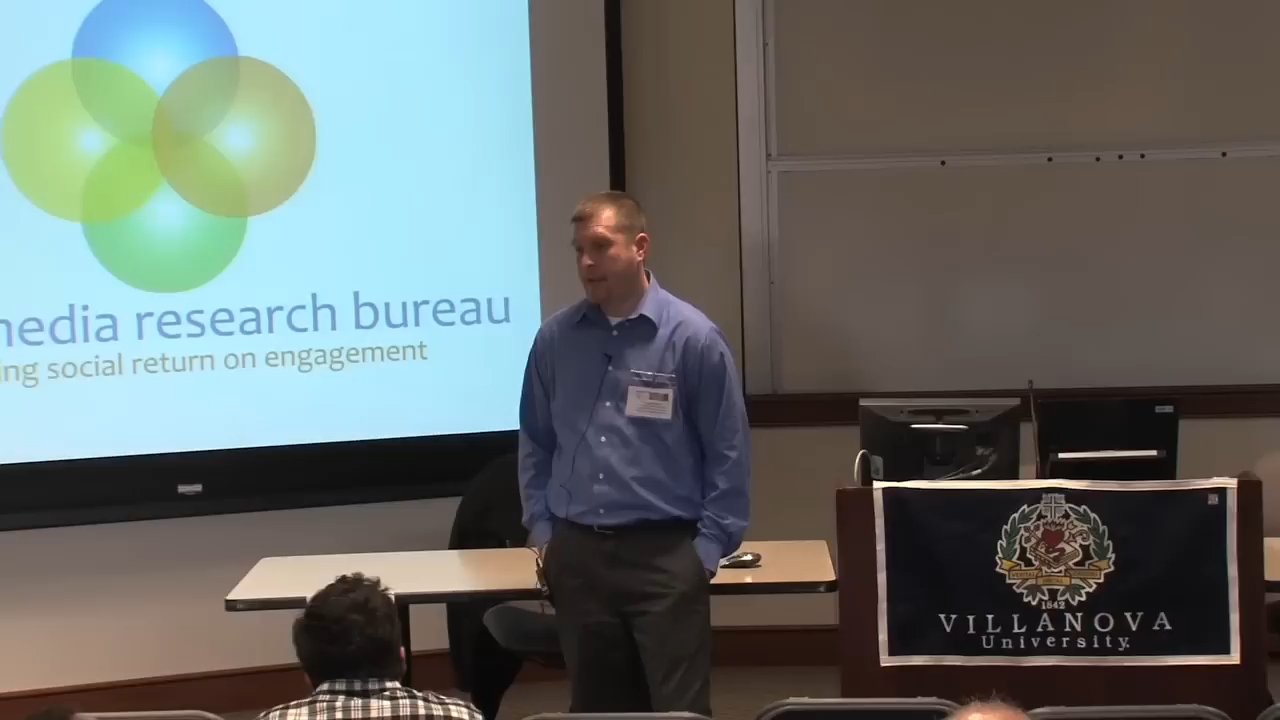 media research bureau
ing social return on engagement
1842
VILLANOVA
University.